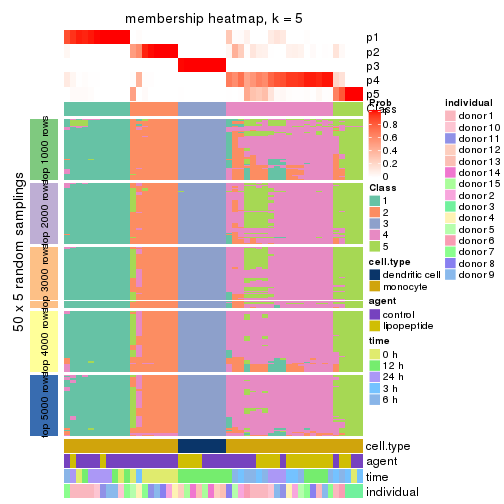 membership heatmap, k = 5
p1
p2
p3
p4
p5
Class
50 x 5 random samplings
top 1000 rows
top 2000 rows
top 3000 rows
top 4000 rows
top 5000 rows
cell.type
agent
time
individual
Prob
1
0.8
0.6
0.4
0.2
0
Class
1
2
3
4
5
cell.type
dendritic cell
monocyte
agent
control
lipopeptide
time
0 h
12 h
24 h
3 h
6 h
individual
donor 1
donor 10
donor 11
donor 12
donor 13
donor 14
donor 15
donor 2
donor 3
donor 4
donor 5
donor 6
donor 7
donor 8
donor 9